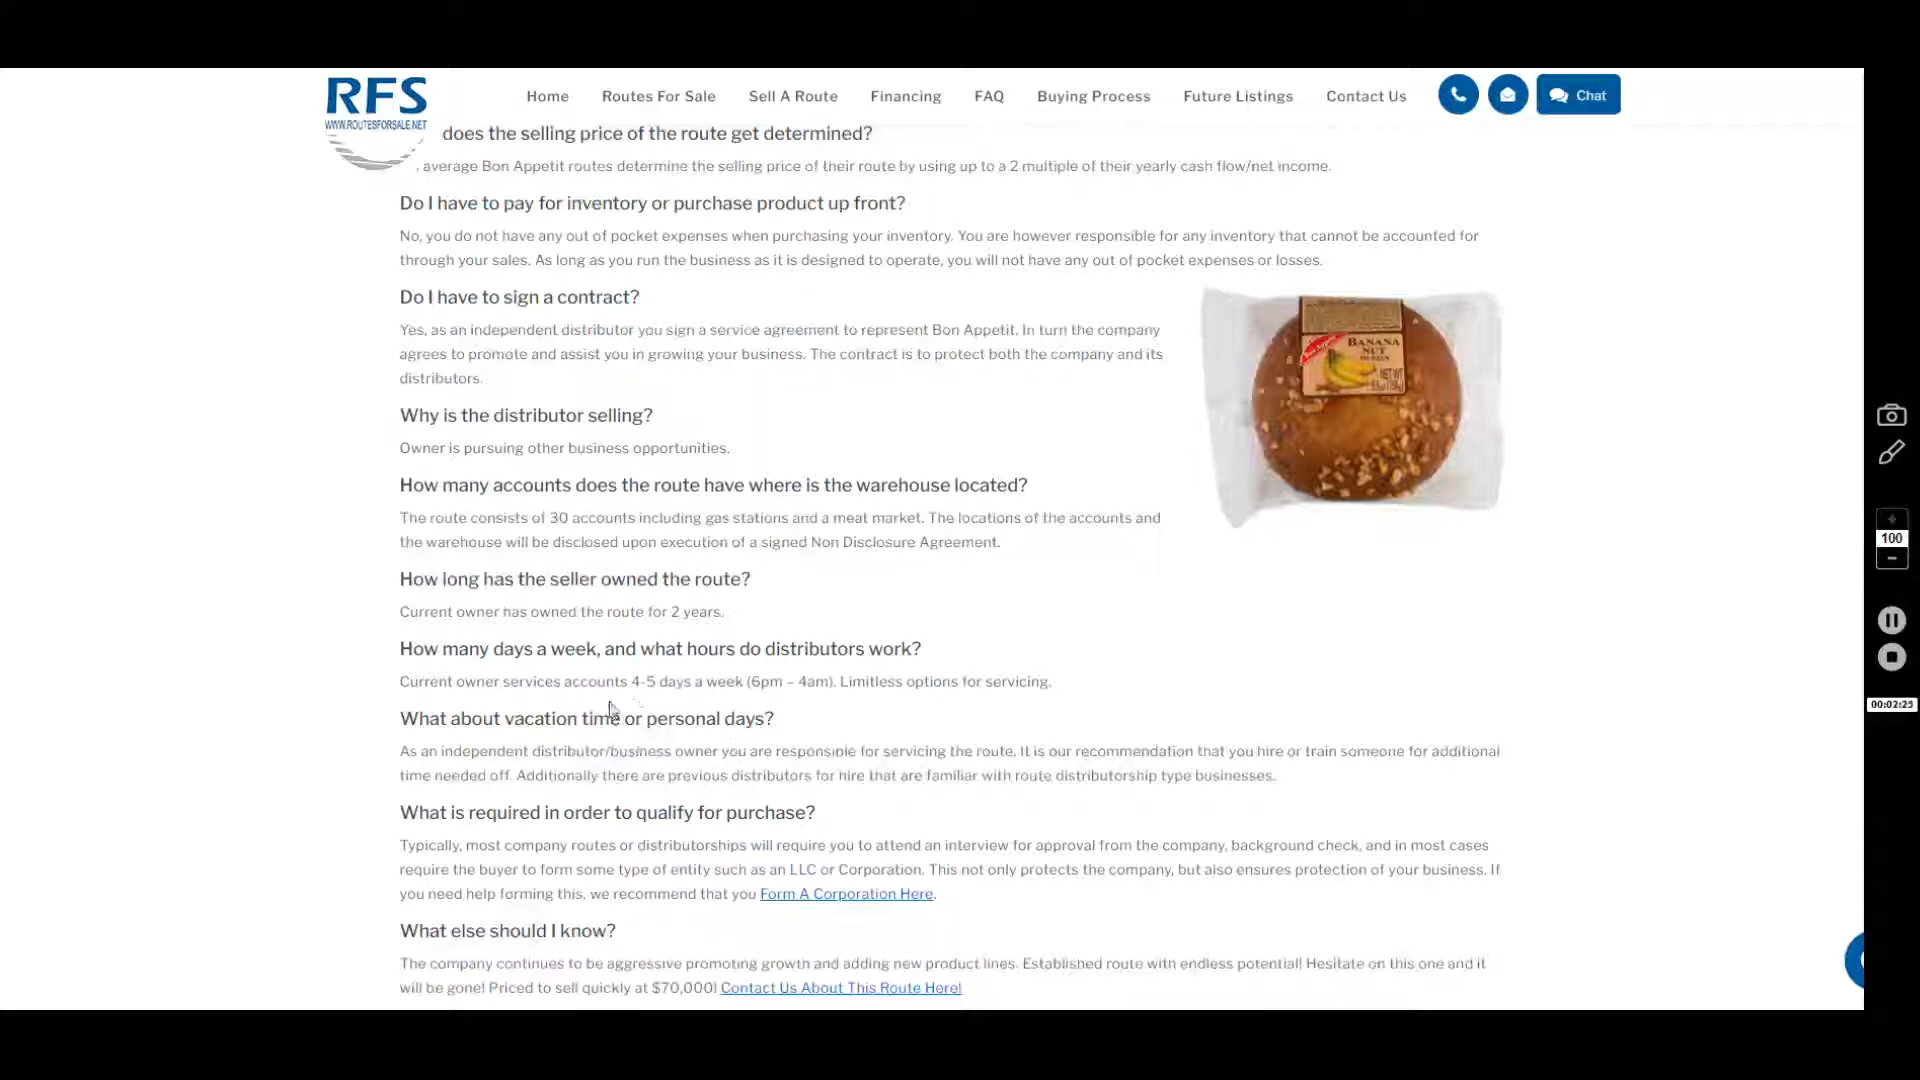 RFS
WWW.ROUTESFORSALE.NET
Home Routes For Sale Sell A Route Financing FAQ Buying Process Future Listings Contact Us Chat
does the selling price of the route get determined?
, average Bon Appetit routes determine the selling price of their route by using up to a 2 multiple of their yearly cash flow/net income.
Do I have to pay for inventory or purchase product up front?
No, you do not have any out of pocket expenses when purchasing your inventory. You are however responsible for any inventory that cannot be accounted for
through your sales. As long as you run the business as it is designed to operate, you will not have any out of pocket expenses or losses.
Do I have to sign a contract?
Yes, as an independent distributor you sign a service agreement to represent Bon Appetit. In turn the company
agrees to promote and assist you in growing your business. The contract is to protect both the company and its
distributors.
BANANA
NUT
NET WT
Why is the distributor selling?
Owner is pursuing other business opportunities.
How many accounts does the route have where is the warehouse located?
The route consists of 30 accounts including gas stations and a meat market. The locations of the accounts and
the warehouse will be disclosed upon execution of a signed Non Disclosure Agreement.
How long has the seller owned the route?
Current owner has owned the route for 2 years.
How many days a week, and what hours do distributors work?
Current owner services accounts 4-5 days a week (6pm – 4am). Limitless options for servicing.
What about vacation time or personal days?
As an independent distributor/business owner you are responsible for servicing the route. It is our recommendation that you hire or train someone for additional
time needed off. Additionally there are previous distributors for hire that are familiar with route distributorship type businesses.
What is required in order to qualify for purchase?
Typically, most company routes or distributorships will require you to attend an interview for approval from the company, background check, and in most cases
require the buyer to form some type of entity such as an LLC or Corporation. This not only protects the company, but also ensures protection of your business. If
you need help forming this, we recommend that you Form A Corporation Here.
What else should I know?
The company continues to be aggressive promoting growth and adding new product lines. Established route with endless potential! Hesitate on this one and it
will be gone! Priced to sell quickly at $70,000! Contact Us About This Route Here!
100
00:02:25